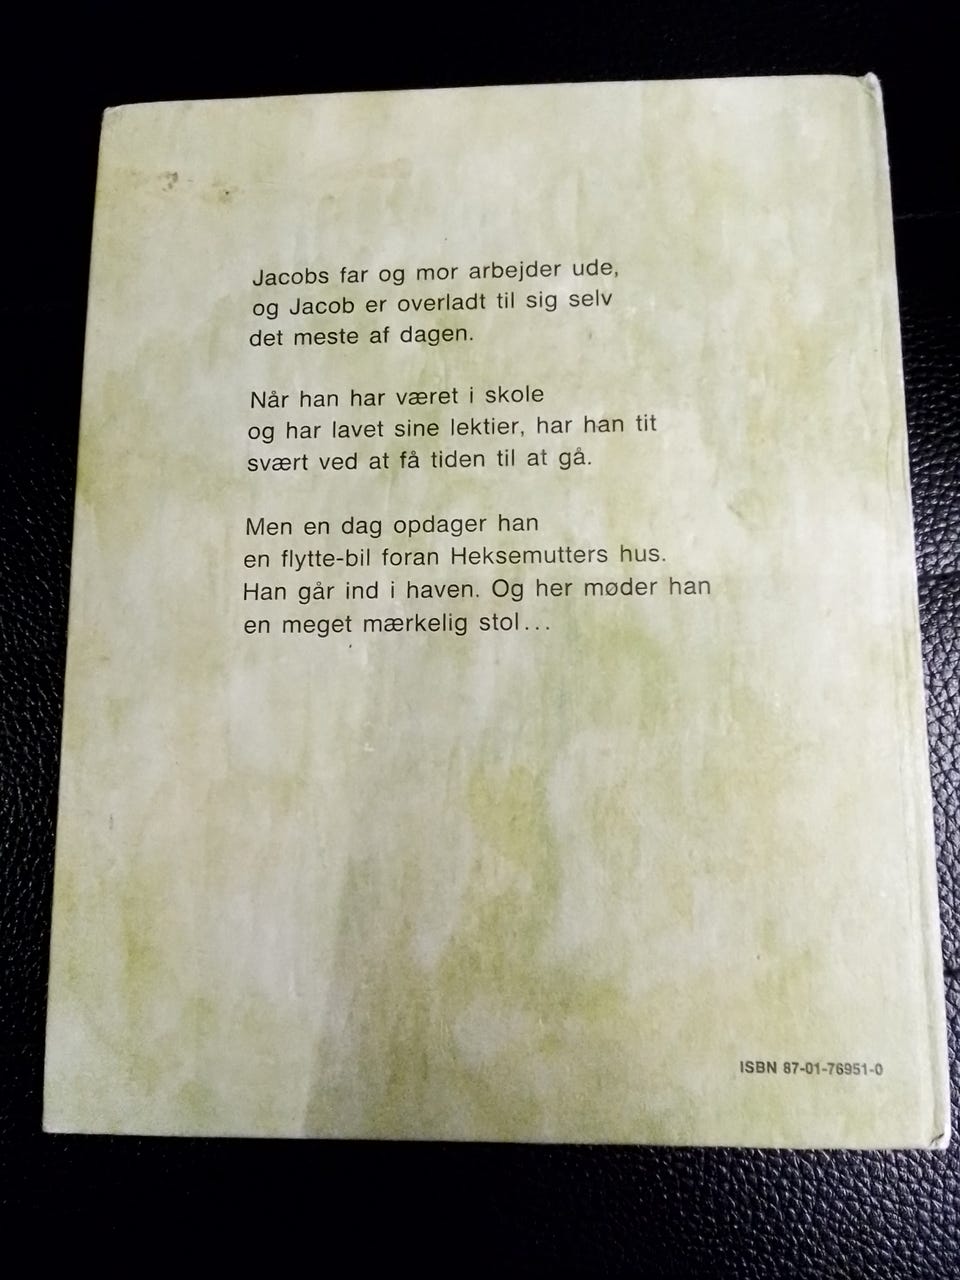 Jacobs far og mor arbejder ude,
og Jacob er overladt til sig selv
det meste af dagen.
Når han har været i skole
og har lavet sine lektier, har han tit
svært ved at få tiden til at gå.
Men en dag opdager han
en flytte-bil foran Heksemutters hus.
Han går ind i haven. Og her møder han
en meget mærkelig stol...
ISBN 87-01-76951-0